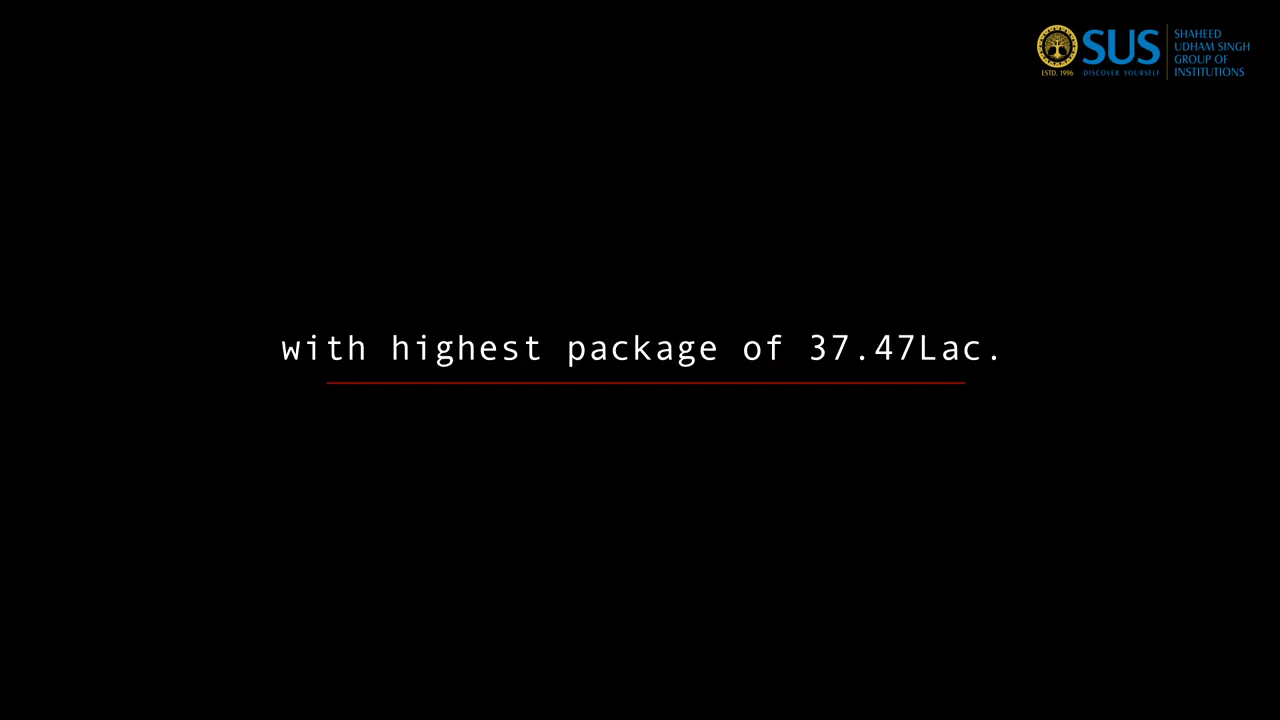 SUS
ESTD. 1996
DISCOVER YOURSELF
SHAHEED
UDHAM SINGH
GROUP OF
INSTITUTIONS
with highest package of 37.47Lac.